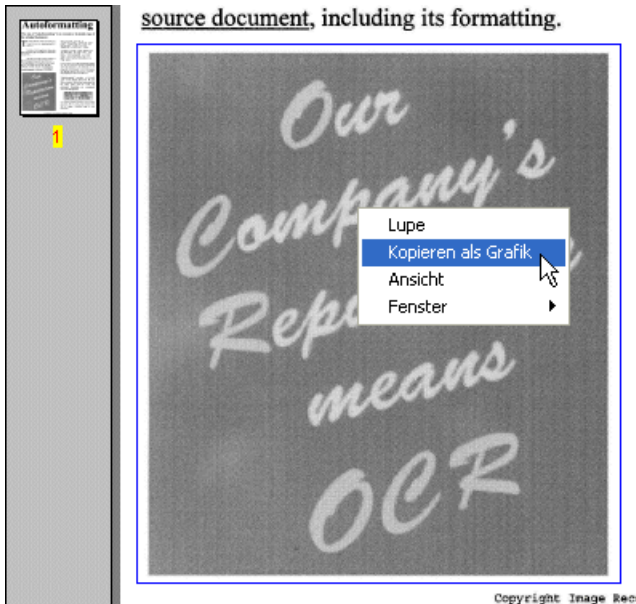 Autoformatting
1
source document, including its formatting.
Our
Company's
means
OCR
Lupe
Kopieren als Grafik
Ansicht
Fenster
Copyright Image Rec